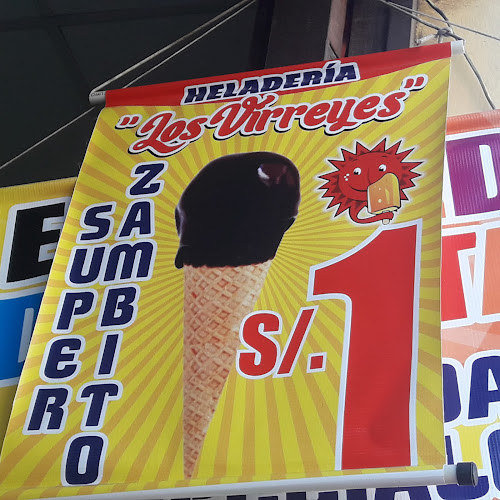 HELADERÍA
"Los Virreyes"
SUPER
ZAMBITO
S/.1